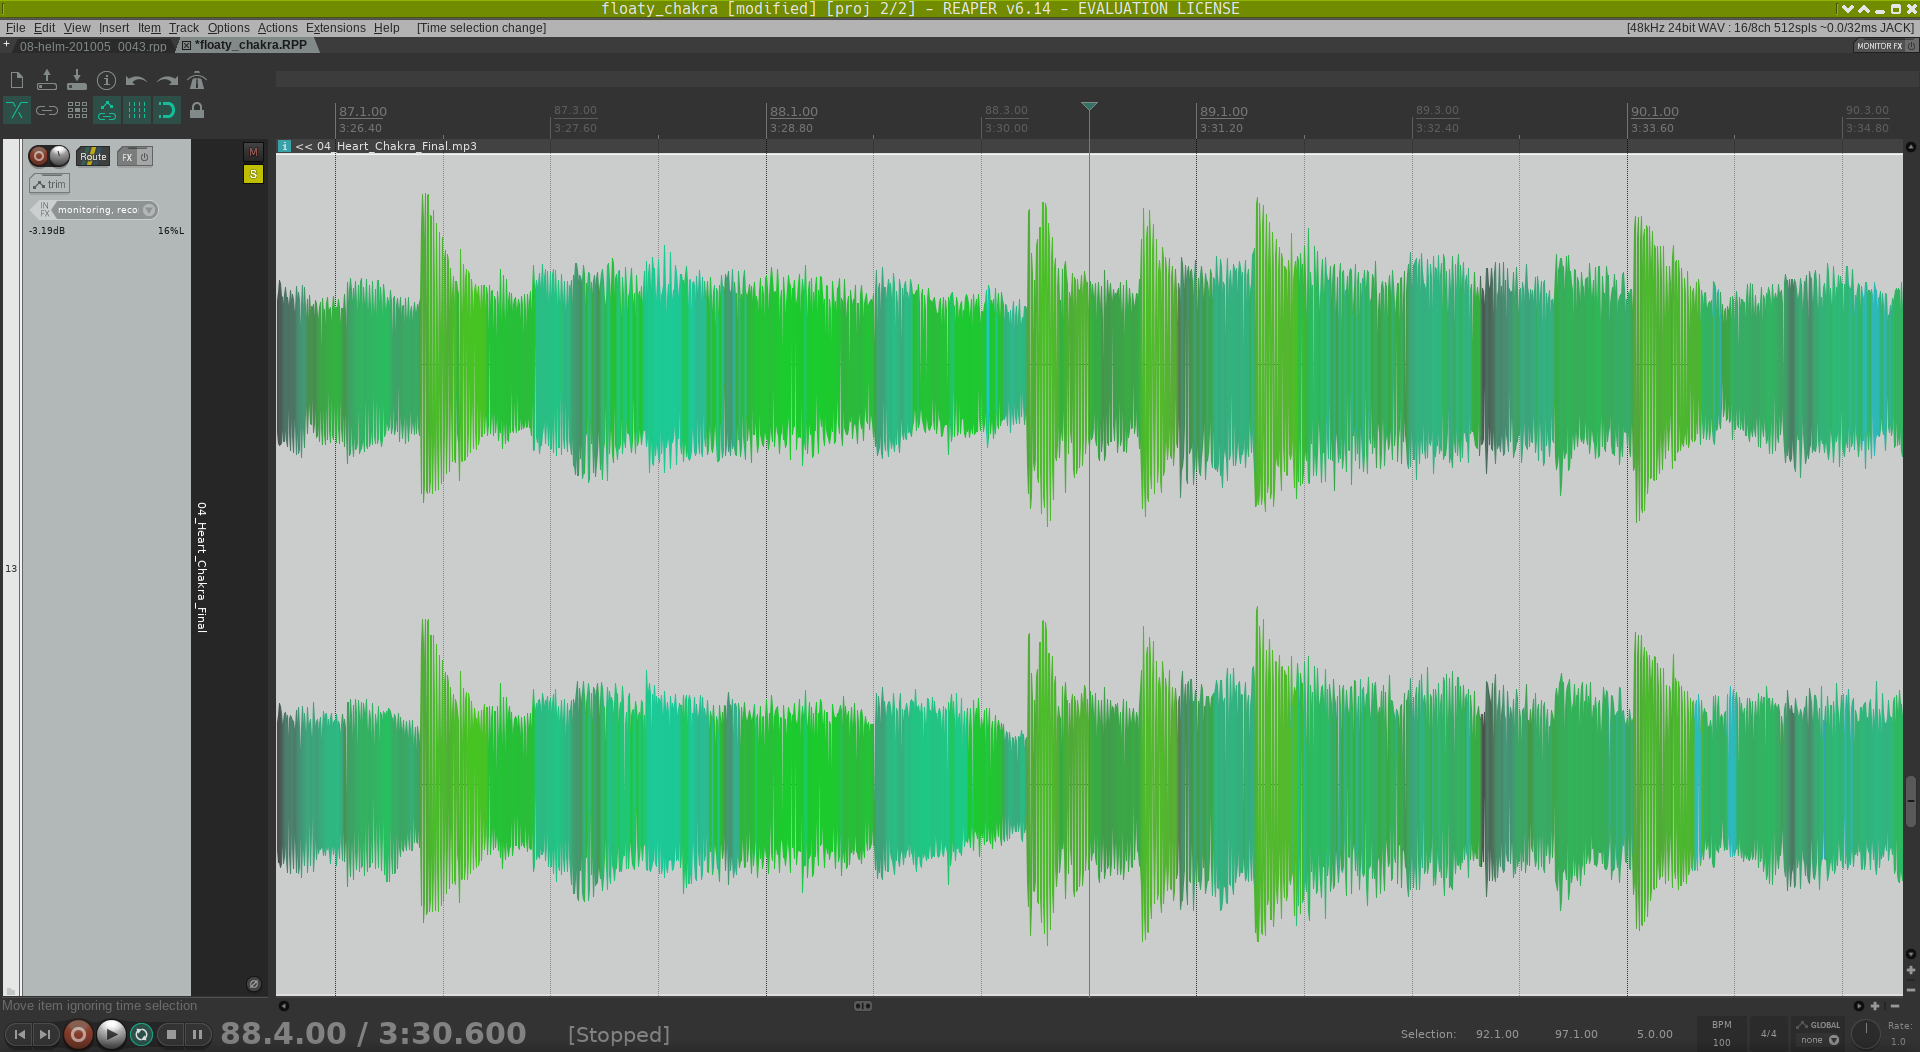 floaty_chakra [modified] [proj 2/2] - REAPER v6.14 - EVALUATION LICENSE
File Edit View Insert Item Track Options Actions Extensions Help [Time selection change] [48kHz 24bit WAV : 16/8ch 512spls ~0.0/32ms JACK]
+ 08-helm-201005_0043.rpp *floaty_chakra.RPP MONITOR FX
87.1.00 87.3.00 88.1.00 88.3.00 89.1.00 89.3.00 90.1.00 90.3.00
3:26.40 3:27.60 3:28.80 3:30.00 3:31.20 3:32.40 3:33.60 3:34.80
i << 04_Heart_Chakra_Final.mp3
Route FX M
S
trim
IN FX monitoring, reco
-3.19dB 16%L
04_Heart_Chakra_Final
13
Move item ignoring time selection
88.4.00 / 3:30.600 [Stopped] Selection: 92.1.00 97.1.00 5.0.00
BPM
100
4/4
GLOBAL
none
Rate:
1.0